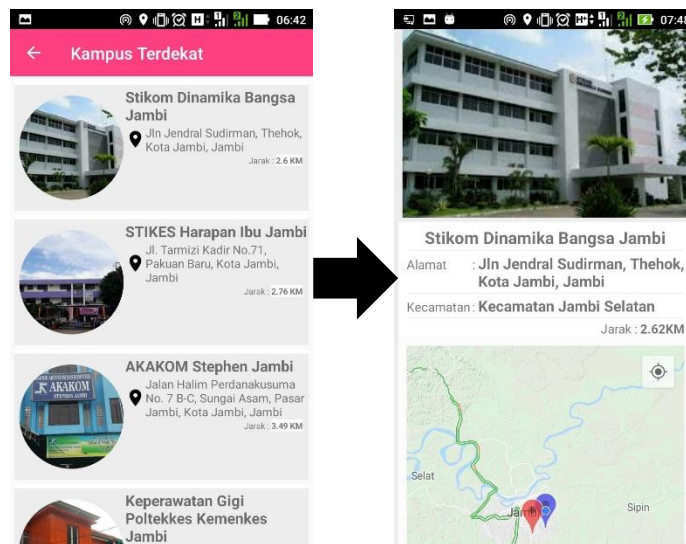 06:42
Kampus Terdekat
Stikom Dinamika Bangsa
Jambi
Jln Jendral Sudirman, Thehok,
Kota Jambi, Jambi
Jarak : 2.6 KM
STIKES Harapan Ibu Jambi
Jl. Tarmizi Kadir No.71,
Pakuan Baru, Kota Jambi,
Jambi
Jarak : 2.76 KM
AKAKOM Stephen Jambi
Jalan Halim Perdanakusuma
No. 7 B-C, Sungai Asam, Pasar
Jambi, Kota Jambi, Jambi
Jarak : 3.49 KM
AKAKOM
STEPHEN JAMBI
Keperawatan Gigi
Poltekkes Kemenkes
Jambi
07:48
Stikom Dinamika Bangsa Jambi
Alamat : Jln Jendral Sudirman, Thehok,
Kota Jambi, Jambi
Kecamatan : Kecamatan Jambi Selatan
Jarak : 2.62KM
Selat
Jambi
Sipin